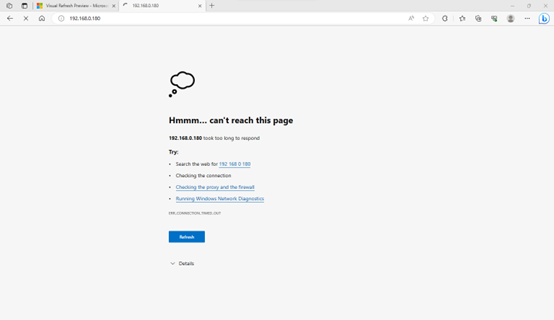 Visual Refresh Preview - Micros
192.168.0.180
192.168.0.180
Hmmm... can't reach this page
192.168.0.180 took too long to respond
Try:
• Search the web for 192 168 0 180
• Checking the connection
• Checking the proxy and the firewall
• Running Windows Network Diagnostics
ERR_CONNECTION_TIMED_OUT
Refresh
Details